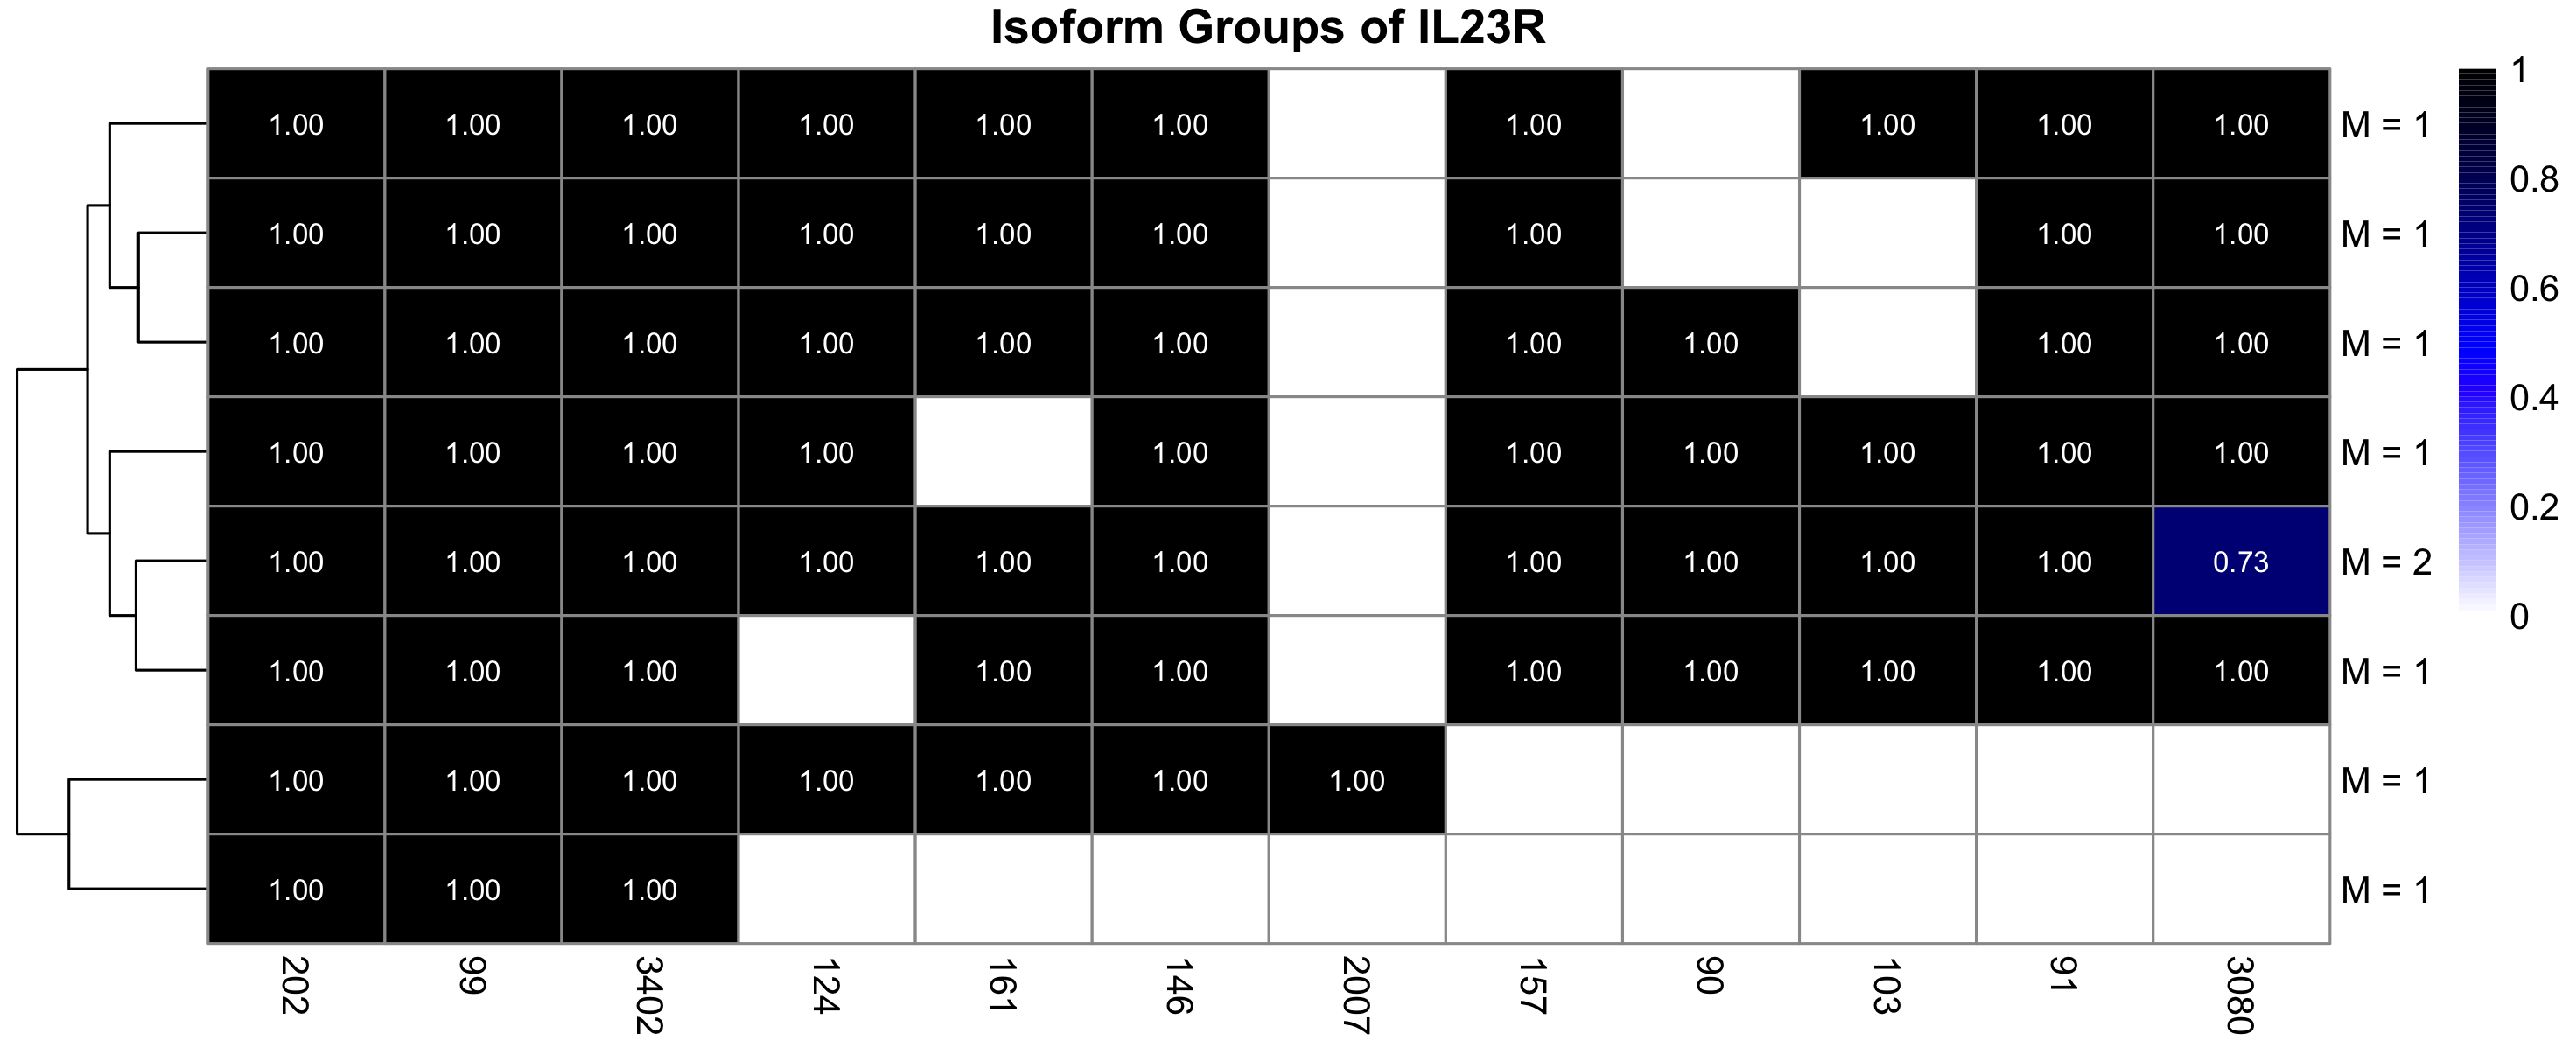 Isoform Groups of IL23R
1.00 1.00 1.00 1.00 1.00 1.00 1.00 1.00 1.00 1.00 M = 1
1.00 1.00 1.00 1.00 1.00 1.00 1.00 1.00 1.00 M = 1
1.00 1.00 1.00 1.00 1.00 1.00 1.00 1.00 1.00 1.00 M = 1
1.00 1.00 1.00 1.00 1.00 1.00 1.00 1.00 1.00 1.00 M = 1
1.00 1.00 1.00 1.00 1.00 1.00 1.00 1.00 1.00 1.00 0.73 M = 2
1.00 1.00 1.00 1.00 1.00 1.00 1.00 1.00 1.00 1.00 M = 1
1.00 1.00 1.00 1.00 1.00 1.00 1.00 M = 1
1.00 1.00 1.00 M = 1
202 99 3402 124 161 146 2007 157 90 103 91 3080
1
0.8
0.6
0.4
0.2
0